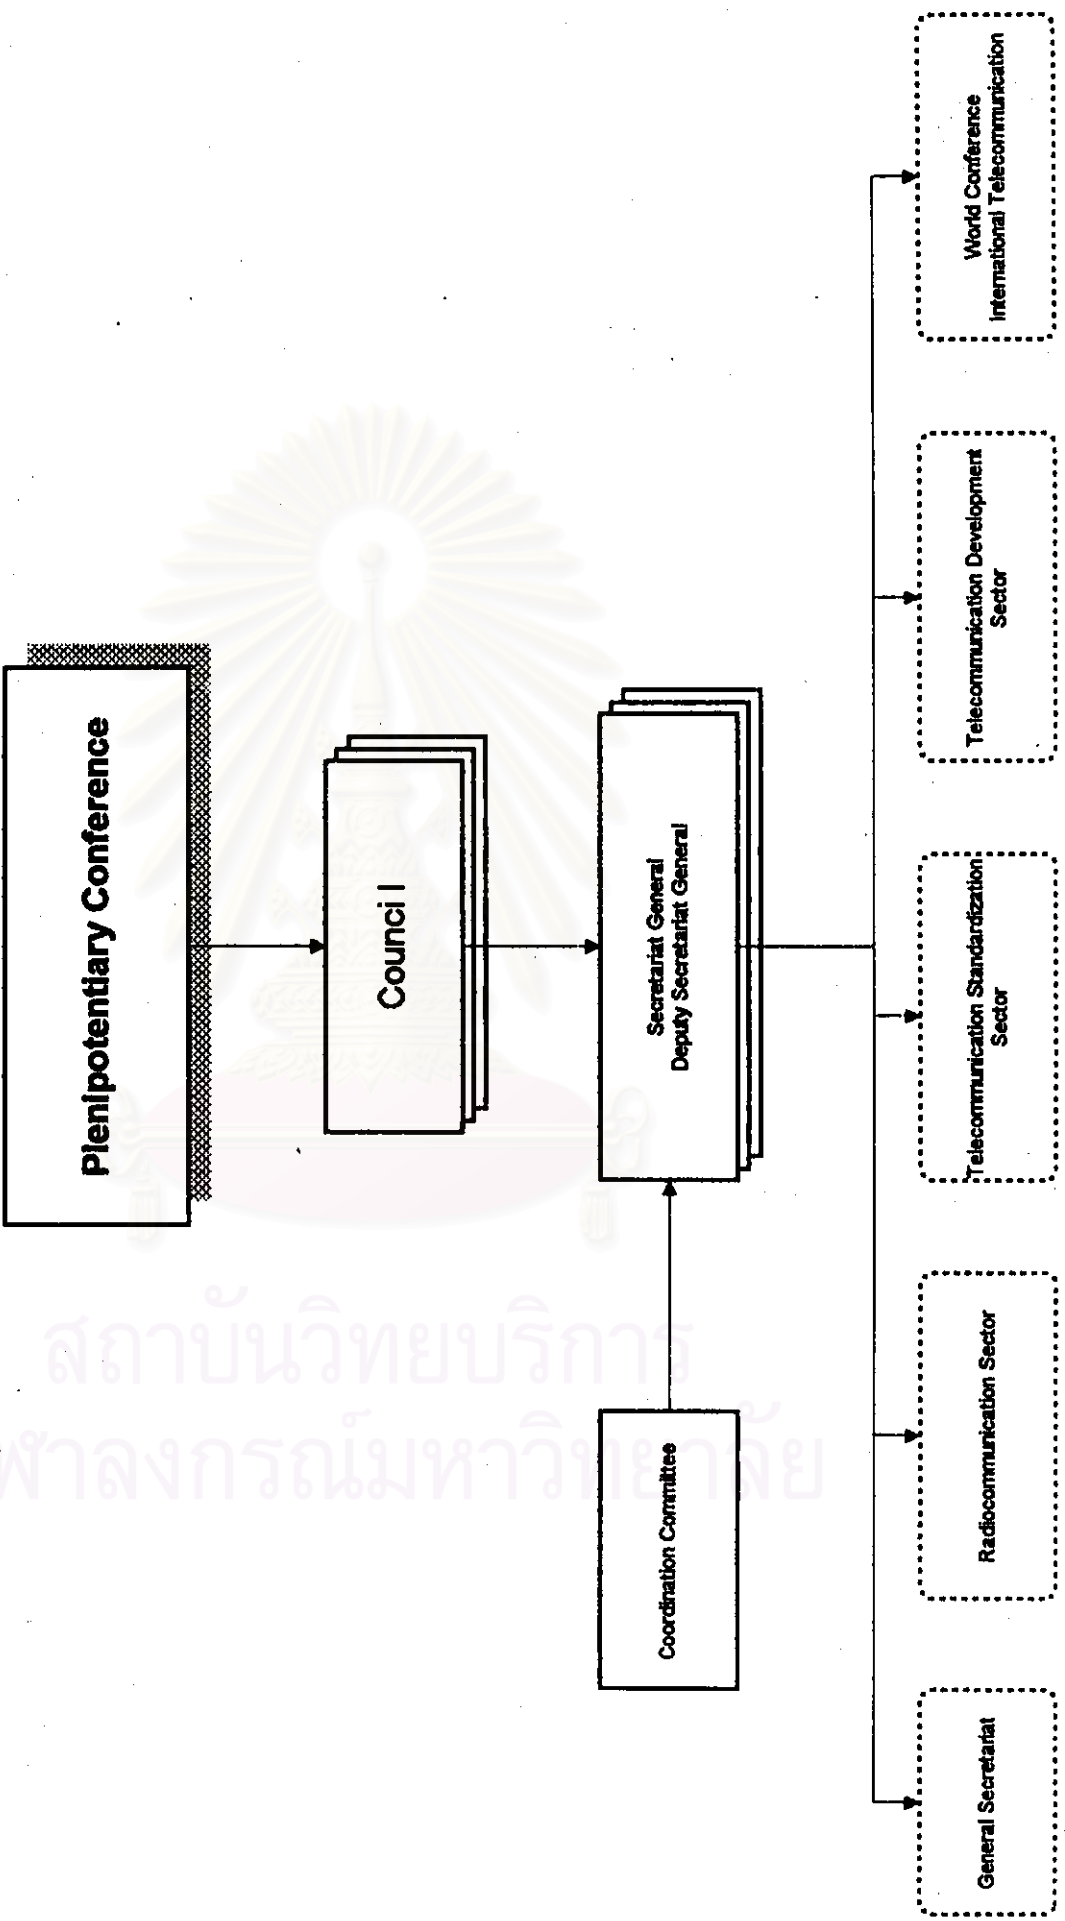 Plenipotentiary Conference
Counci l
Secretariat General
Deputy Secretariat General
Coordination Committee
General Secretariat
Radiocommunication Sector
Telecommunication Standardization
Sector
Telecommunication Development
Sector
World Conference
International Telecommunication
สถาบันวิทยบริการ
ฬาลงกรณ์มหาวิทยาลัย